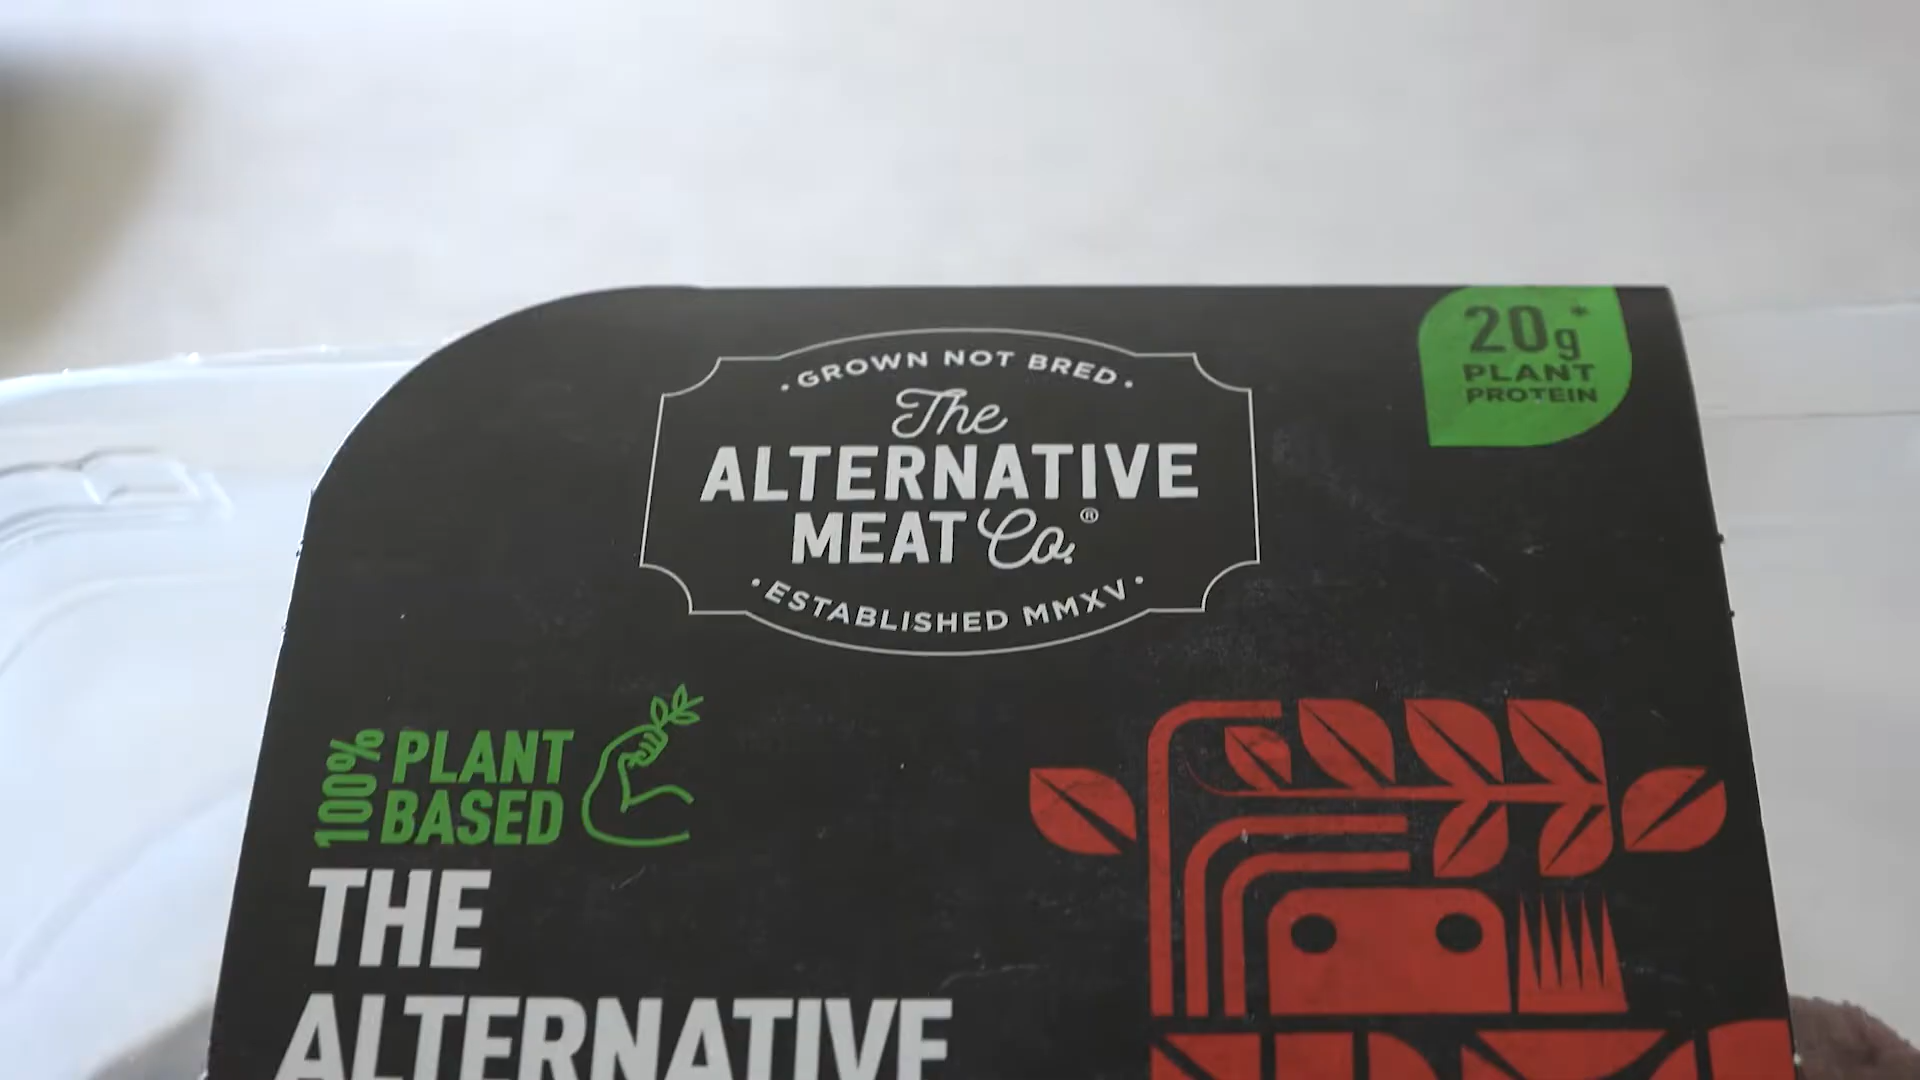 GROWN NOT BRED
The
ALTERNATIVE
MEAT Co.®
ESTABLISHED MMXV
20g*
PLANT
PROTEIN
100% PLANT
BASED
THE
ALTERNATIVE